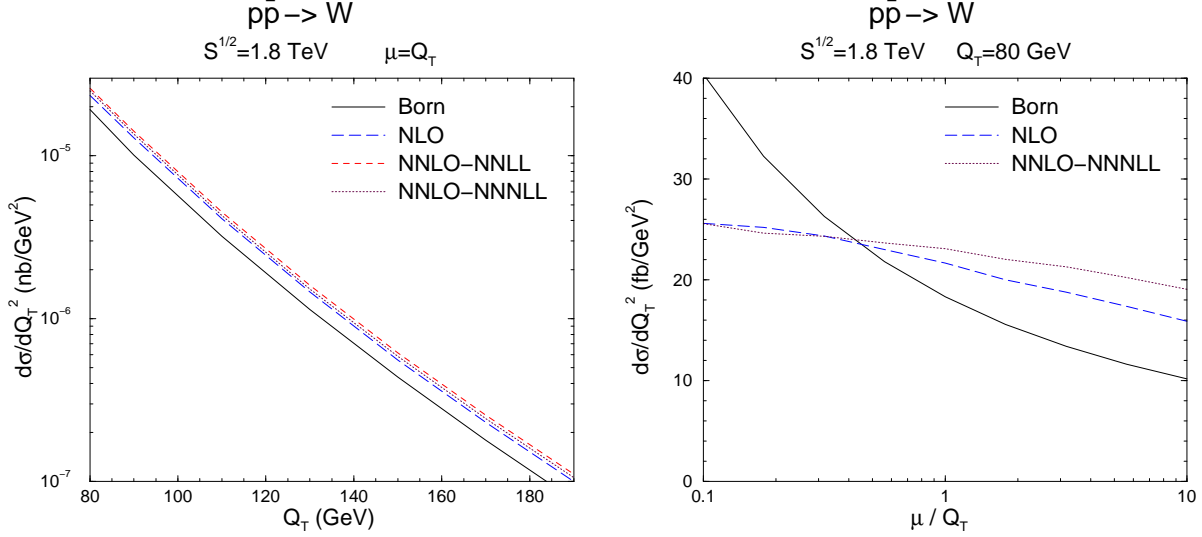 pp̄ −> W
S^1/2=1.8 TeV μ=Q_T
Born
NLO
NNLO−NNLL
NNLO−NNNLL
dσ/dQ_T^2 (nb/GeV^2)
10^−5
10^−6
10^−7
80 100 120 140 160 180
Q_T (GeV)
pp̄ −> W
S^1/2=1.8 TeV Q_T=80 GeV
Born
NLO
NNLO−NNNLL
dσ/dQ_T^2 (fb/GeV^2)
40
30
20
10
0
0.1 1 10
μ / Q_T